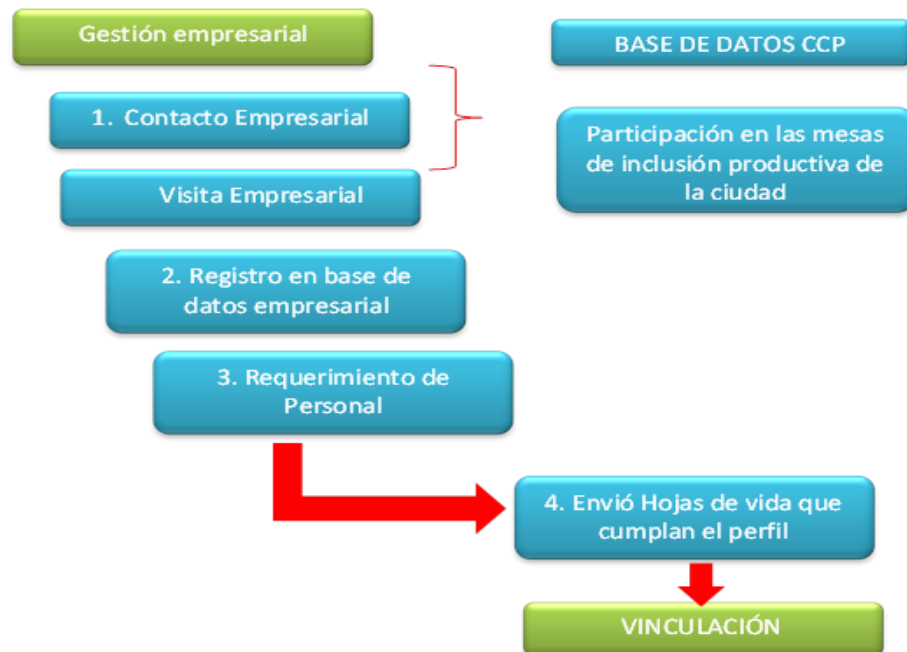 Gestión empresarial
BASE DE DATOS CCP
1. Contacto Empresarial
Participación en las mesas
de inclusión productiva de
la ciudad
Visita Empresarial
2. Registro en base de
datos empresarial
3. Requerimiento de
Personal
4. Envió Hojas de vida que
cumplan el perfil
VINCULACIÓN